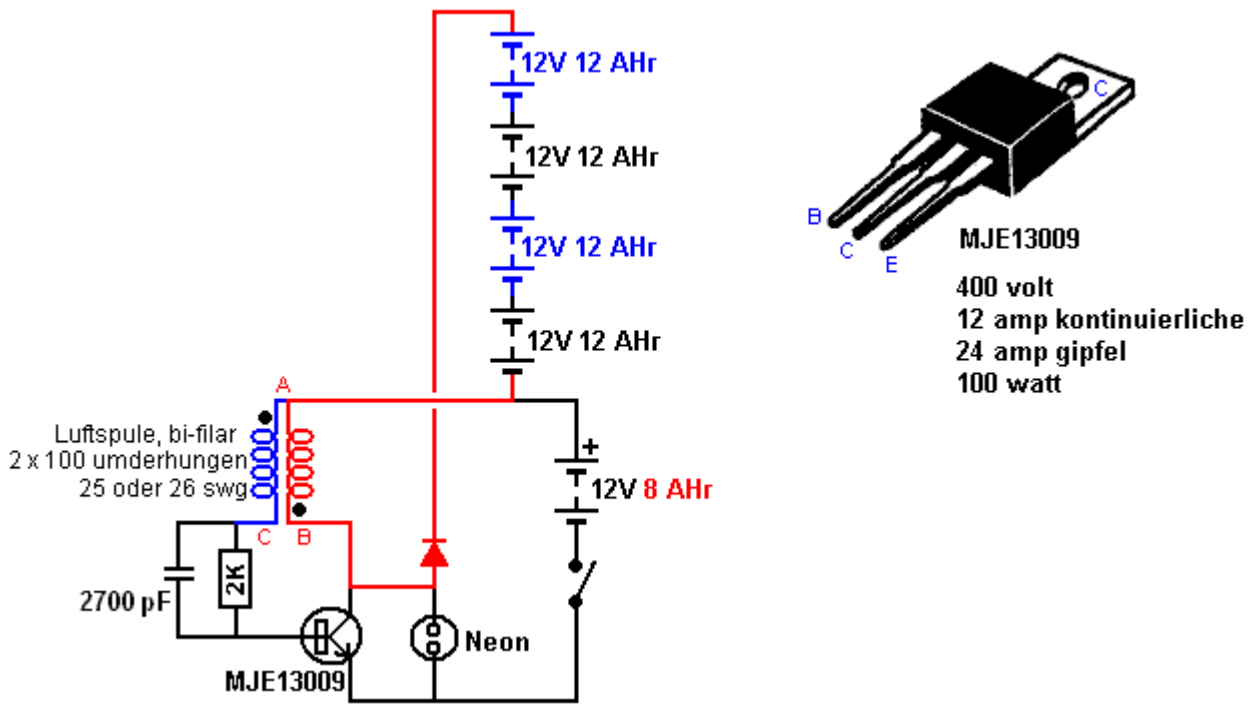 12V 12 AHr
12V 12 AHr
12V 12 AHr
12V 12 AHr
A
Luftspule, bi-filar
2 x 100 umderhungen
25 oder 26 swg
C B
+
12V 8 AHr
2700 pF
2K
Neon
MJE13009
C
B
C
E
MJE13009
400 volt
12 amp kontinuierliche
24 amp gipfel
100 watt